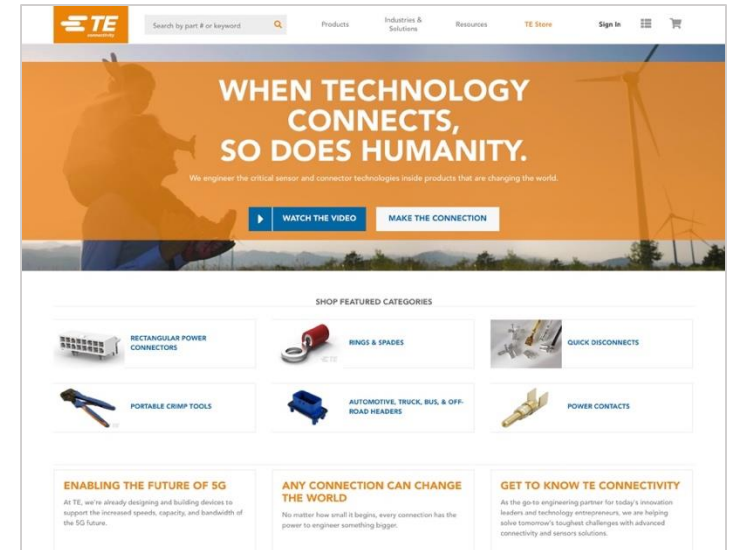 TE
connectivity
Search by part # or keyword
Products
Industries &
Solutions
Resources
TE Store
Sign In
WHEN TECHNOLOGY
CONNECTS,
SO DOES HUMANITY.
We engineer the critical sensor and connector technologies inside products that are changing the world.
WATCH THE VIDEO
MAKE THE CONNECTION
SHOP FEATURED CATEGORIES
RECTANGULAR POWER
CONNECTORS
RINGS & SPADES
QUICK DISCONNECTS
PORTABLE CRIMP TOOLS
AUTOMOTIVE, TRUCK, BUS, & OFF-
ROAD HEADERS
POWER CONTACTS
ENABLING THE FUTURE OF 5G
At TE, we're already designing and building devices to
support the increased speeds, capacity, and bandwidth of
the 5G future.
ANY CONNECTION CAN CHANGE
THE WORLD
No matter how small it begins, every connection has the
power to engineer something bigger.
GET TO KNOW TE CONNECTIVITY
As the go-to engineering partner for today's innovation
leaders and technology entrepreneurs, we are helping
solve tomorrow's toughest challenges with advanced
connectivity and sensors solutions.